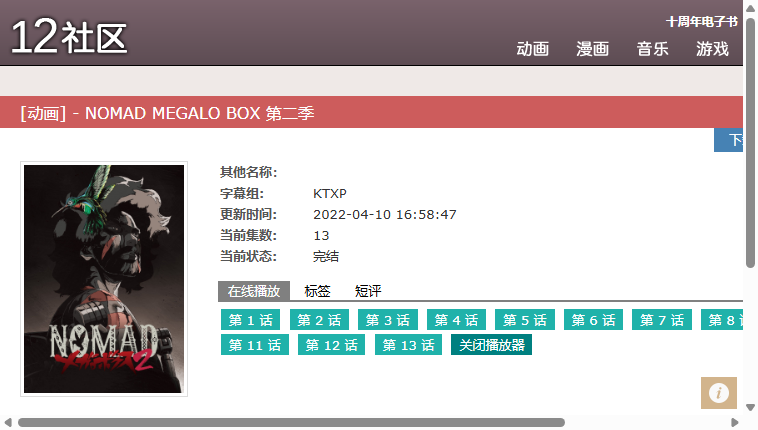 12社区
十周年电子书
动画 漫画 音乐 游戏
[动画] - NOMAD MEGALO BOX 第二季
下
其他名称:
字幕组: KTXP
更新时间: 2022-04-10 16:58:47
当前集数: 13
当前状态: 完结
在线播放 标签 短评
第 1 话 第 2 话 第 3 话 第 4 话 第 5 话 第 6 话 第 7 话 第 8
第 11 话 第 12 话 第 13 话 关闭播放器
NOMAD
メガロボクス2
i